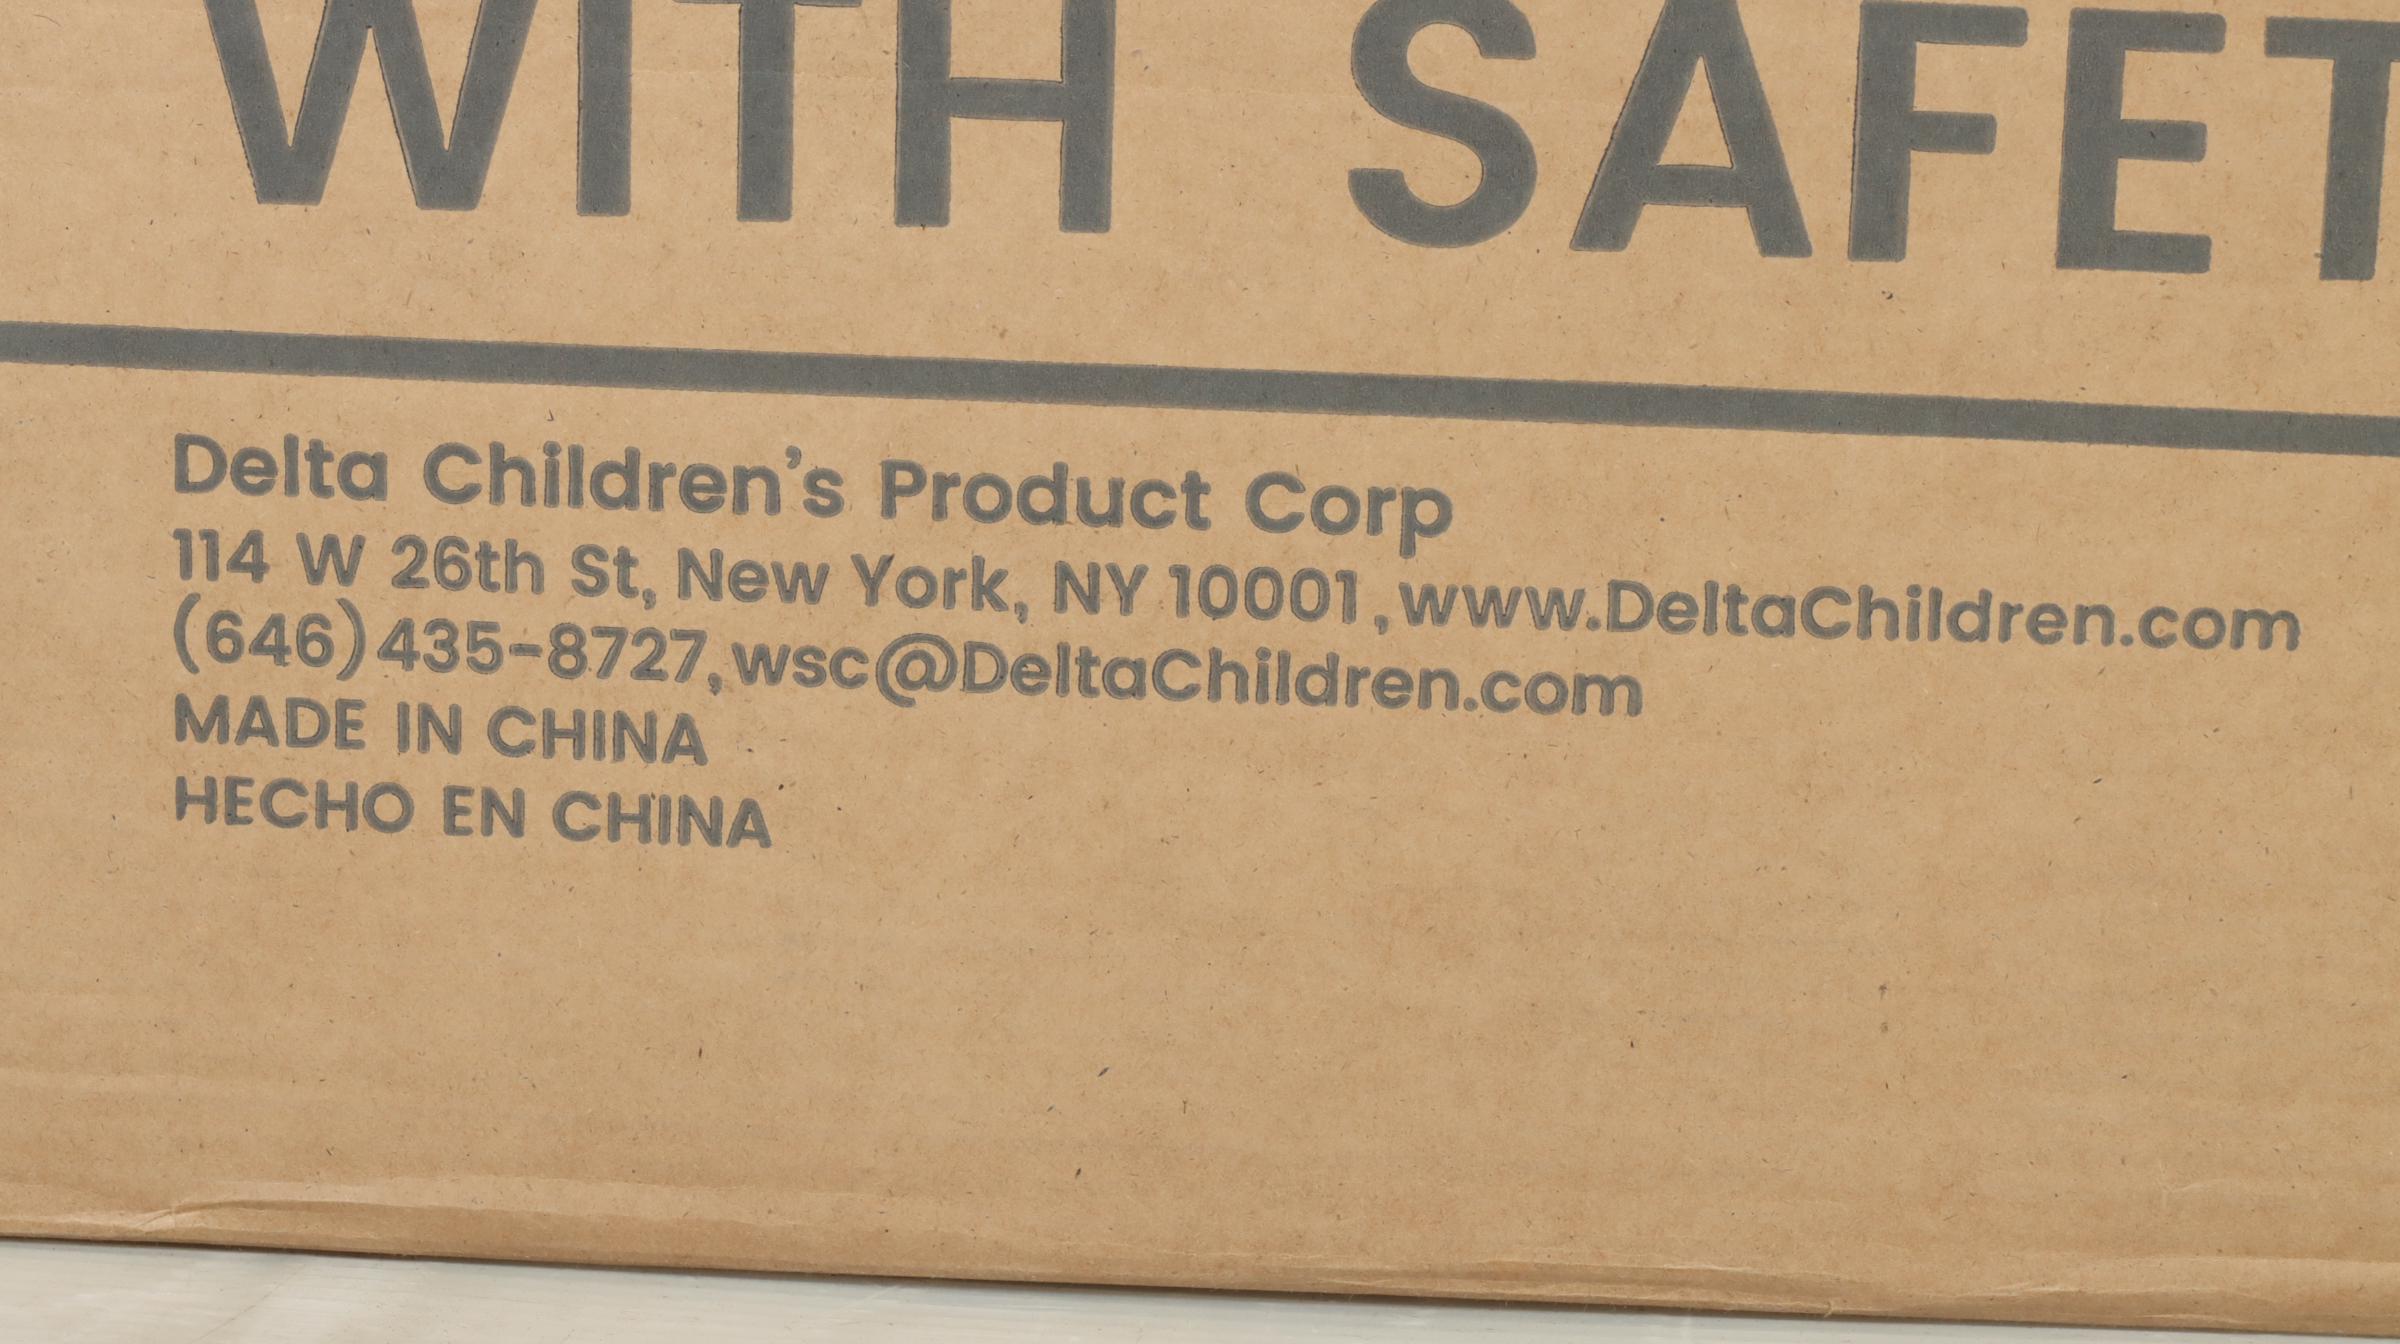 WITH SAFET
Delta Children's Product Corp
114 W 26th St, New York, NY 10001,www.DeltaChildren.com
(646)435-8727,wsc@DeltaChildren.com
MADE IN CHINA
HECHO EN CHINA